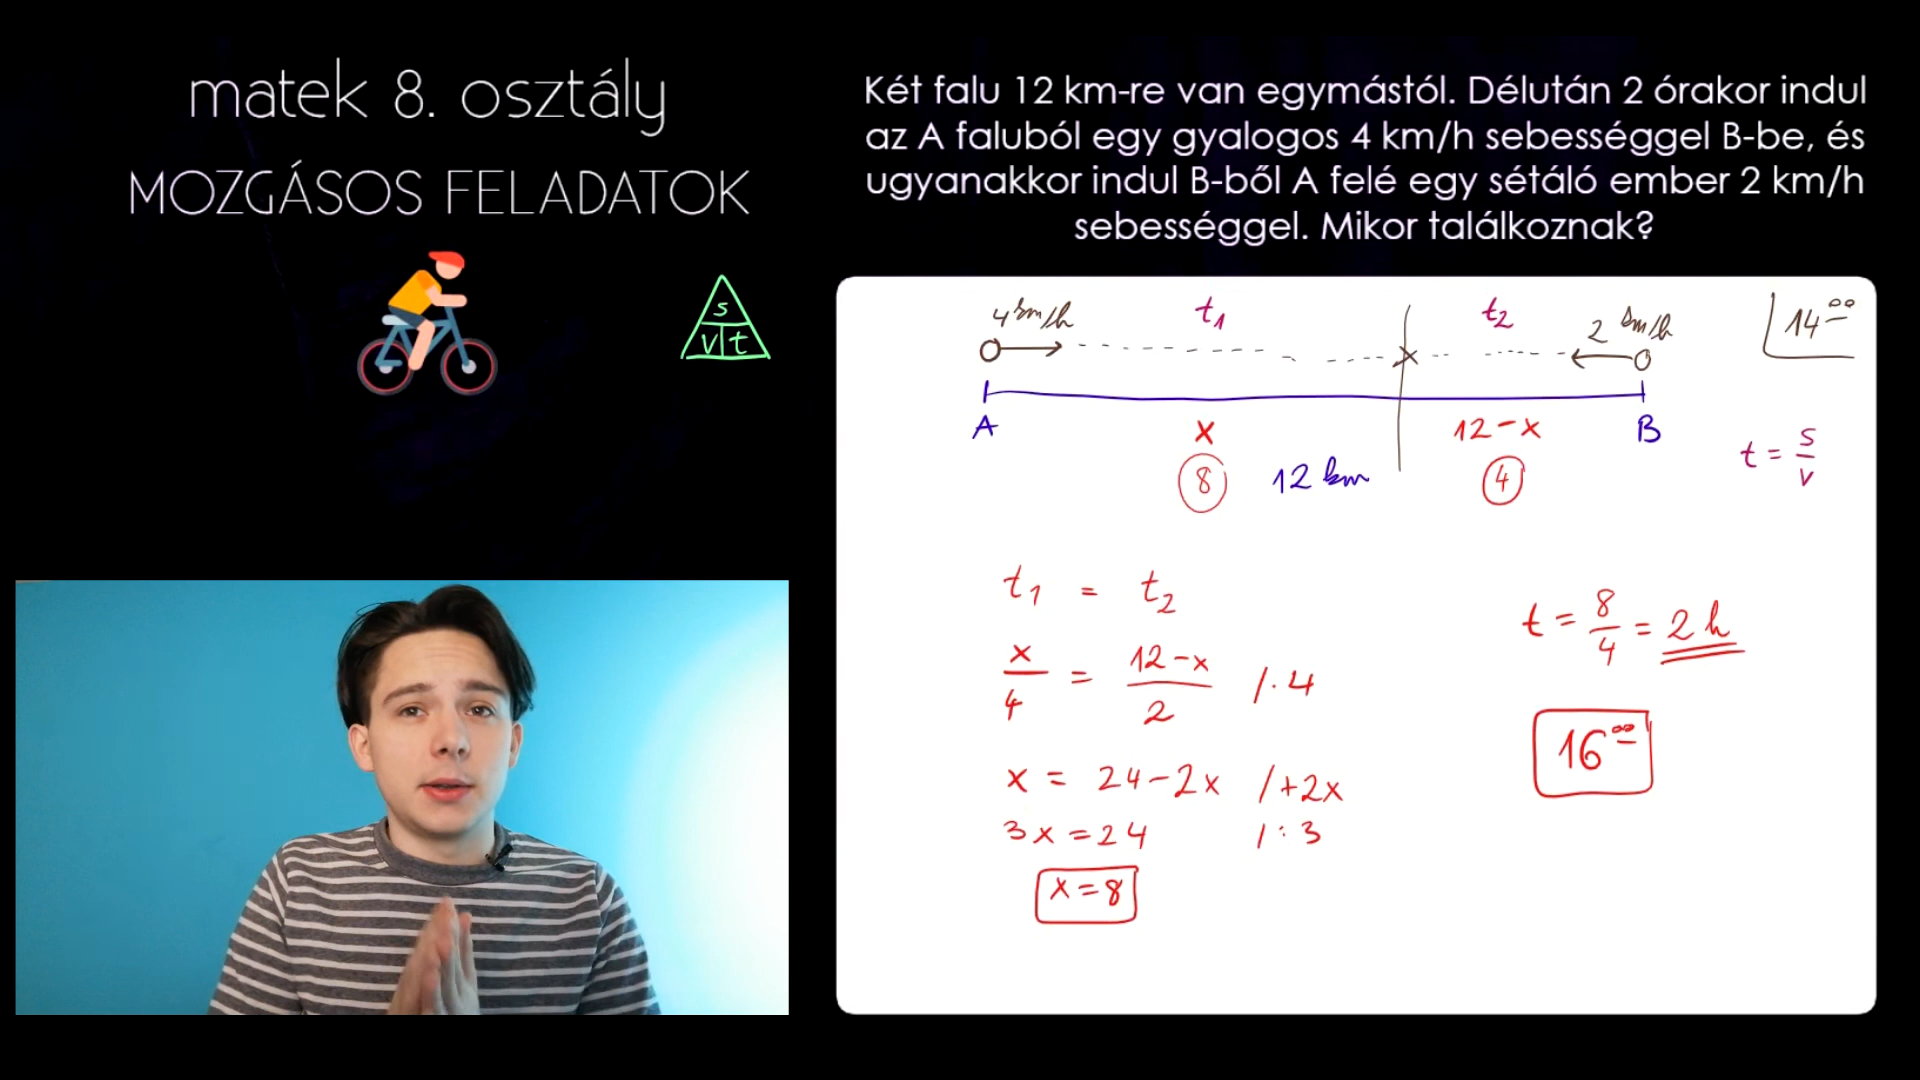 matek 8. osztály
MOZGÁSOS FELADATOK
s
v t
Két falu 12 km-re van egymástól. Délután 2 órakor indul
az A faluból egy gyalogos 4 km/h sebességgel B-be, és
ugyanakkor indul B-ből A felé egy sétáló ember 2 km/h
sebességgel. Mikor találkoznak?
4 km/h t₁ t₂ 2 km/h 14⁰⁰
A x 12-x B
8 12 km 4
t = s/v
t₁ = t₂
x/4 = 12-x/2 /·4
x = 24-2x /+2x
3x = 24 /:3
x = 8
t = 8/4 = 2 h
16⁰⁰